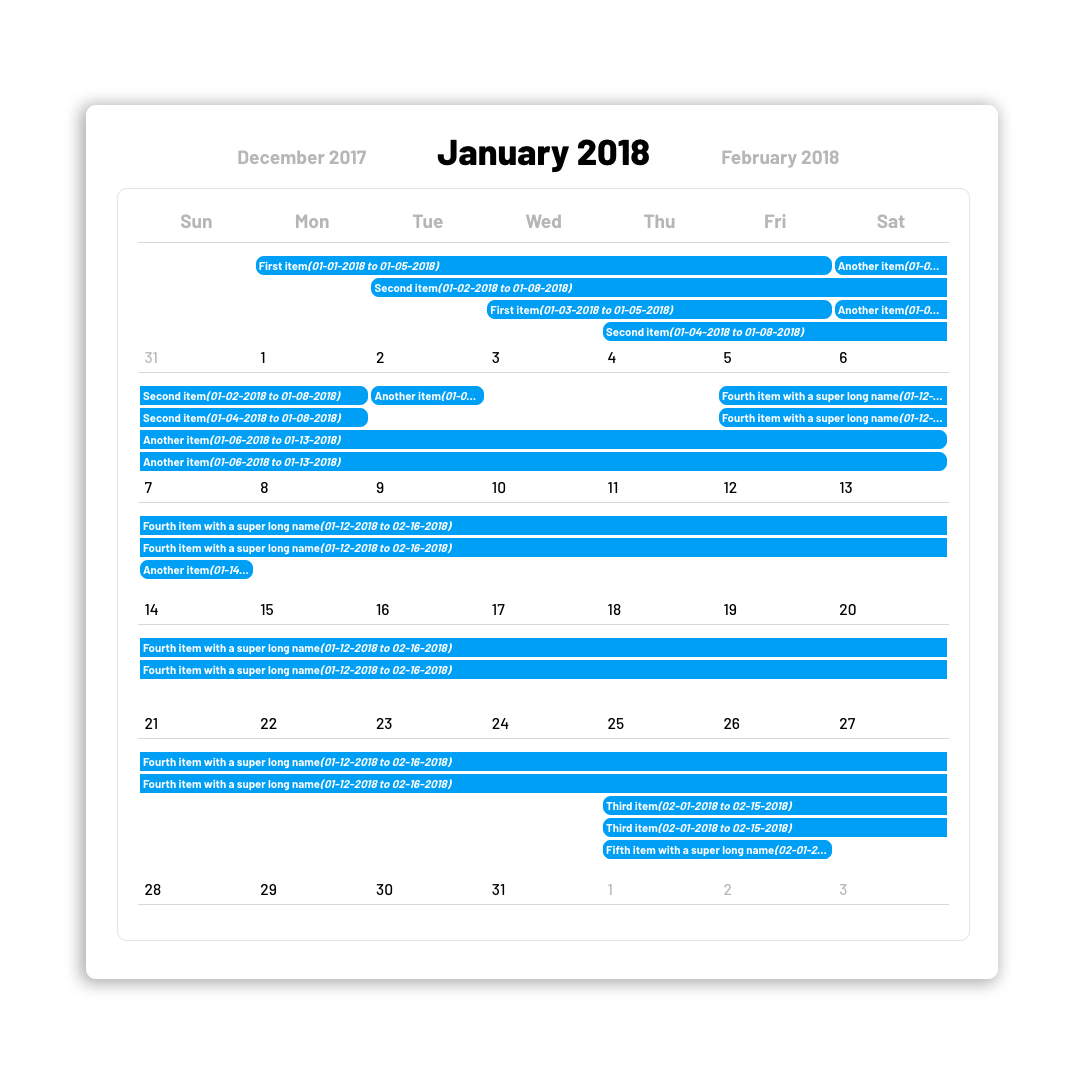 December 2017 January 2018 February 2018
Sun Mon Tue Wed Thu Fri Sat
First item(01-01-2018 to 01-05-2018) Another item(01-0...
Second item(01-02-2018 to 01-08-2018)
First item(01-03-2018 to 01-05-2018) Another item(01-0...
Second item(01-04-2018 to 01-08-2018)
31 1 2 3 4 5 6
Second item(01-02-2018 to 01-08-2018) Another item(01-0... Fourth item with a super long name(01-12-...
Second item(01-04-2018 to 01-08-2018) Fourth item with a super long name(01-12-...
Another item(01-06-2018 to 01-13-2018)
Another item(01-06-2018 to 01-13-2018)
7 8 9 10 11 12 13
Fourth item with a super long name(01-12-2018 to 02-16-2018)
Fourth item with a super long name(01-12-2018 to 02-16-2018)
Another item(01-14...
14 15 16 17 18 19 20
Fourth item with a super long name(01-12-2018 to 02-16-2018)
Fourth item with a super long name(01-12-2018 to 02-16-2018)
21 22 23 24 25 26 27
Fourth item with a super long name(01-12-2018 to 02-16-2018)
Fourth item with a super long name(01-12-2018 to 02-16-2018)
Third item(02-01-2018 to 02-15-2018)
Third item(02-01-2018 to 02-15-2018)
Fifth item with a super long name(02-01-2...
28 29 30 31 1 2 3